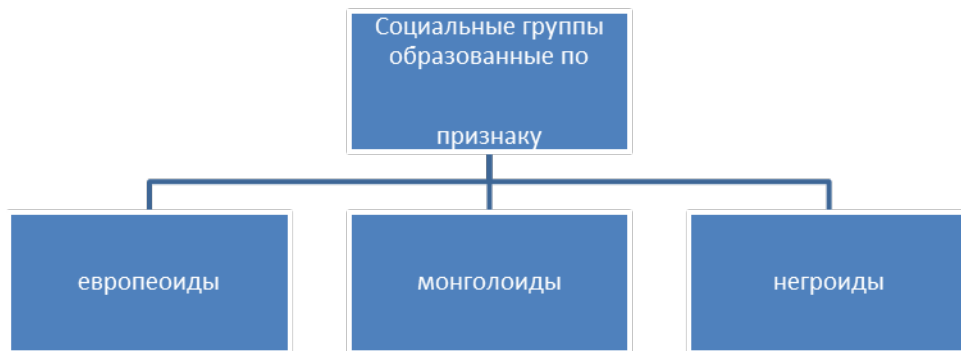 Социальные группы
образованные по
признаку
европеоиды
монголоиды
негроиды